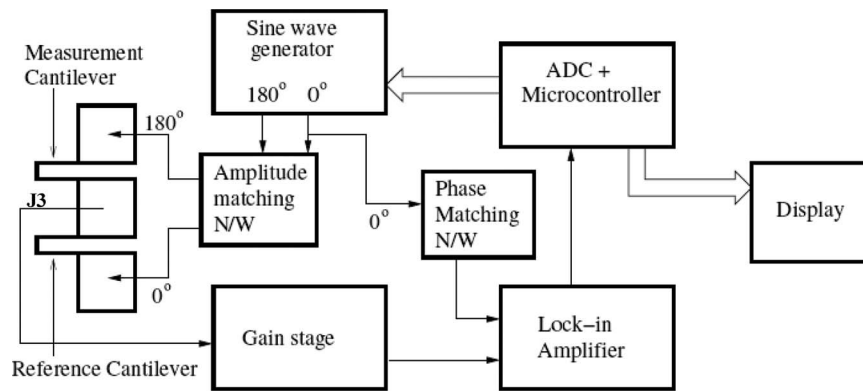 Sine wave
generator
180° 0°
Measurement
Cantilever
ADC +
Microcontroller
180°
Amplitude
matching
N/W
Phase
Matching
N/W
J3
0°
Display
0°
Gain stage
Lock-in
Amplifier
Reference Cantilever